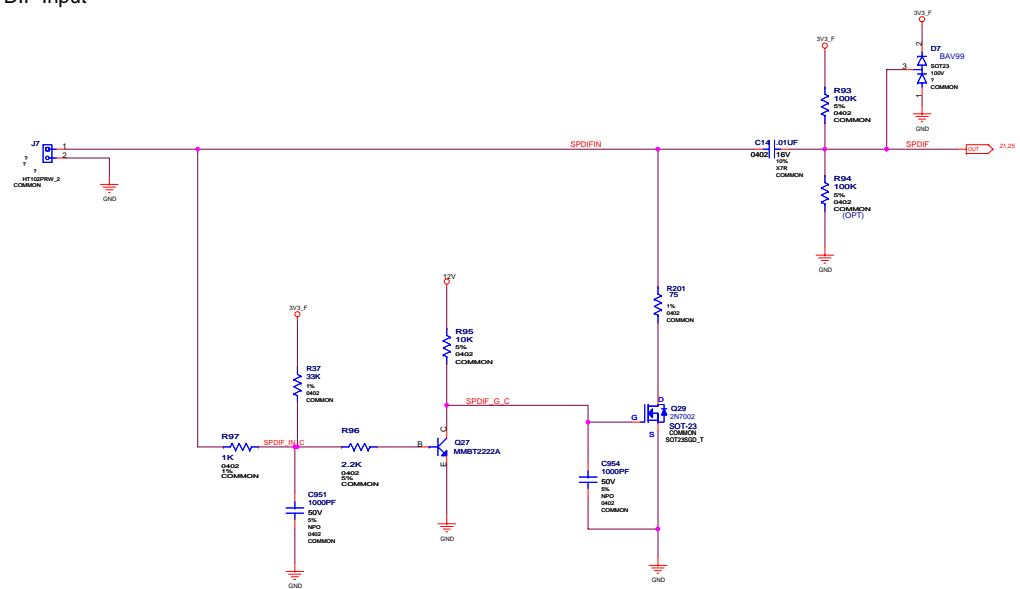 DIF Input
3V3_F
2
D7
BAV99
3
SOT23
100V
?
COMMON
1
GND
3V3_F
R93
100K
5%
0402
COMMON
J7
1
2
?
?
HT102PRW_2
COMMON
GND
SPDIFIN
C14
.01UF
0402
16V
10%
X7R
COMMON
SPDIF
OUT
21,25
R94
100K
5%
0402
COMMON
(OPT)
GND
12V
R95
10K
5%
0402
COMMON
R201
75
1%
0402
COMMON
3V3_F
R37
33K
1%
0402
COMMON
SPDIF_G_C
D
G
S
Q29
2N7002
SOT-23
COMMON
SOT23SGD_T
R97
1K
0402
1%
COMMON
SPDIF_IN_C
R96
2.2K
0402
5%
COMMON
B
C
E
Q27
MMBT2222A
GND
C951
1000PF
50V
5%
NPO
0402
COMMON
GND
C954
1000PF
50V
5%
NPO
0402
COMMON
GND